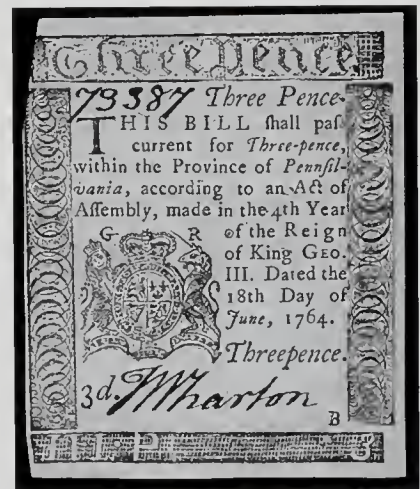 Three Pence
73387 Three Pence.
THIS BILL ſhall paſs
current for Three-pence,
within the Province of Pennſil-
vania, according to an Act of
Aſſembly, made in the 4th Year
G R of the Reign
of King GEO.
III. Dated the
18th Day of
June, 1764.
Threepence.
3d. Wharton
B